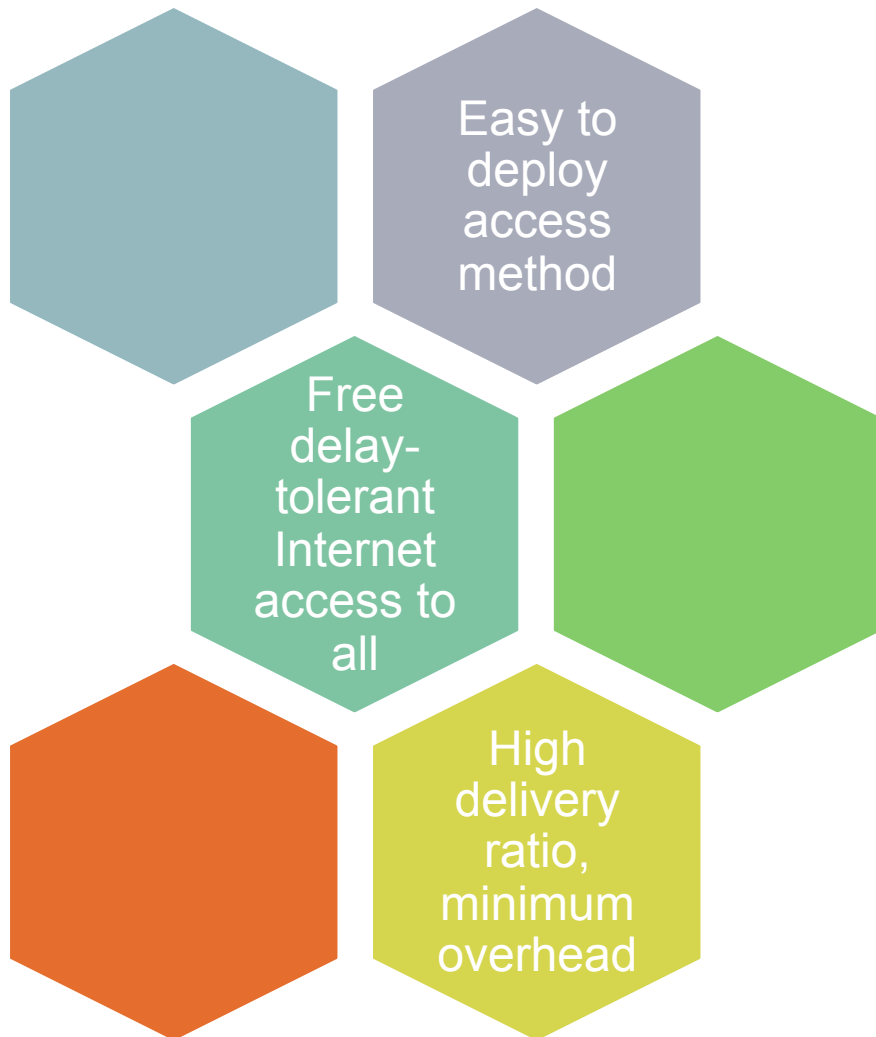 Easy to
deploy
access
method
Free
delay-
tolerant
Internet
access to
all
High
delivery
ratio,
minimum
overhead